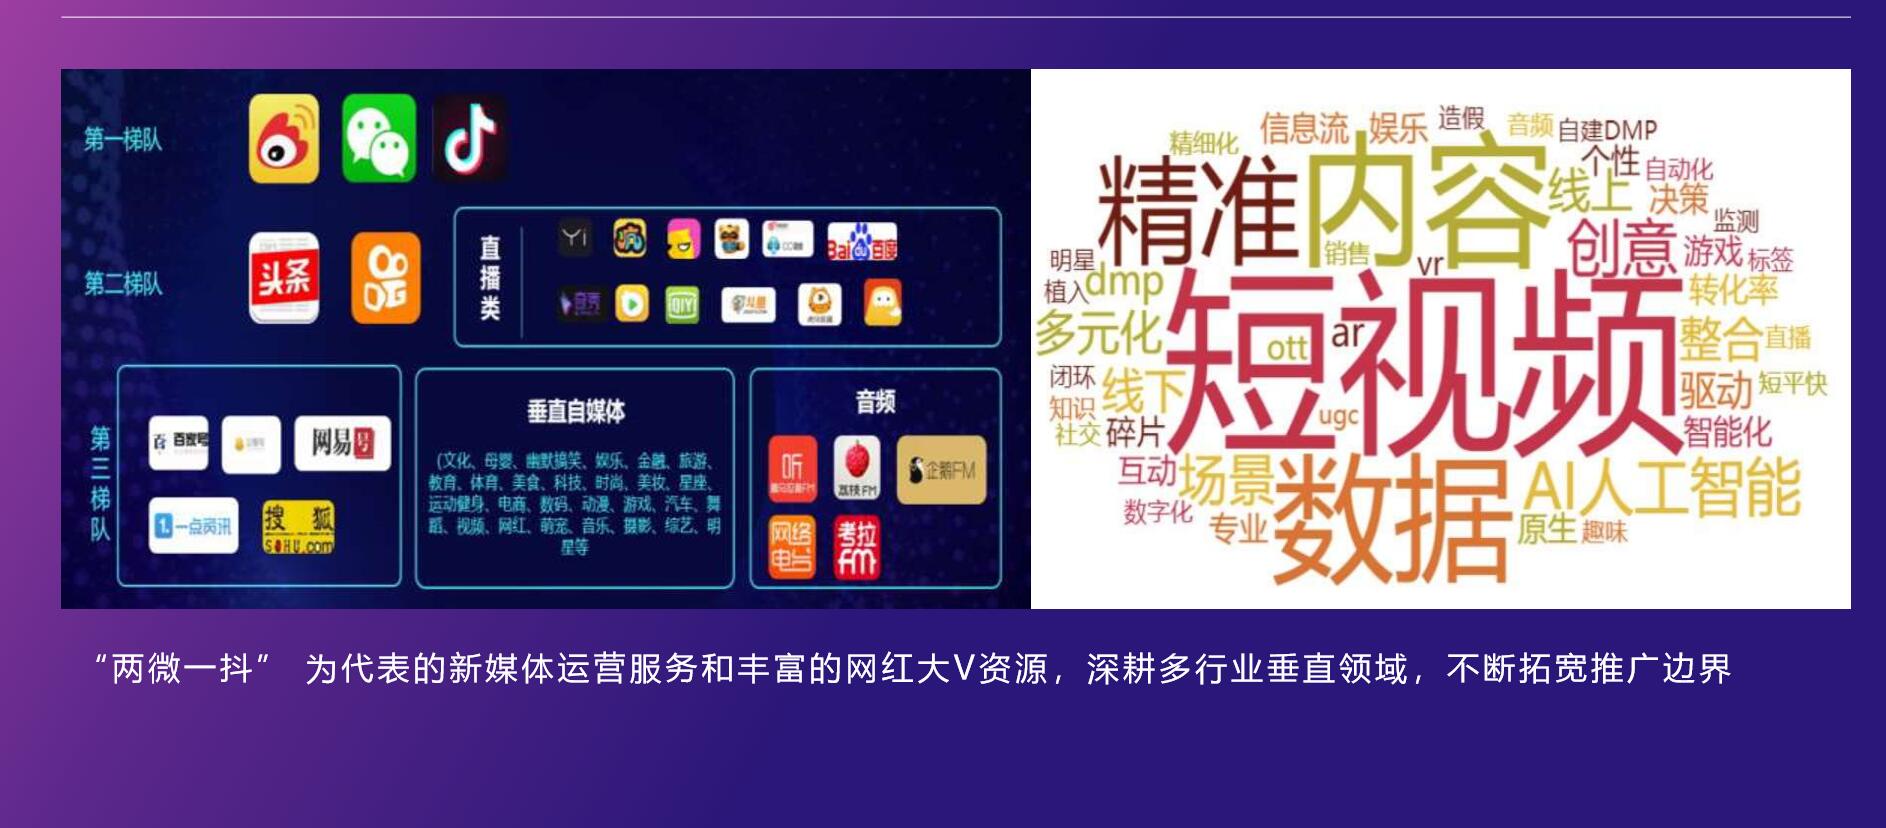 第一梯队
第二梯队
头条
直播类
Yi
CC直播
Bai du 百度
奇秀
QIYI
斗鱼
第三梯队
百家号
网易号
一点资讯
搜狐
SOHU.com
垂直自媒体
(文化、母婴、幽默搞笑、娱乐、金融、旅游、
教育、体育、美食、科技、时尚、美妆、星座、
运动健身、电商、数码、动漫、游戏、汽车、舞
蹈、视频、网红、萌宠、音乐、摄影、综艺、明
星等
音频
听
荔枝FM
企鹅FM
网络电台
考拉FM
精细化
信息流
娱乐
造假
音频
自建DMP
精准
内容
个性
自动化
线上
决策
监测
销售
vr
创意
游戏
标签
明星
植入
dmp
转化率
多元化
短视频
ott
ar
整合
直播
闭环
线下
驱动
短平快
知识
社交
碎片
ugc
智能化
互动
场景
数据
AI人工智能
数字化
专业
原生
趣味
“两微一抖” 为代表的新媒体运营服务和丰富的网红大V资源，深耕多行业垂直领域，不断拓宽推广边界